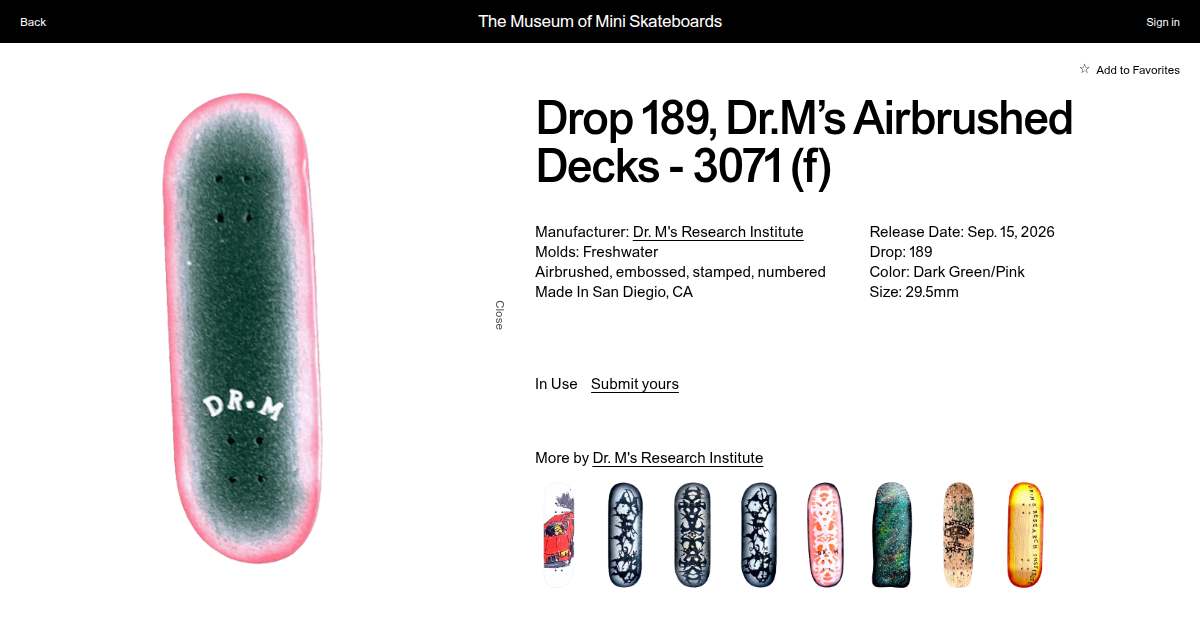 Back
The Museum of Mini Skateboards
Sign in
☆ Add to Favorites
Drop 189, Dr.M’s Airbrushed
Decks - 3071 (f)
Manufacturer: Dr. M's Research Institute
Molds: Freshwater
Airbrushed, embossed, stamped, numbered
Made In San Diegio, CA
Release Date: Sep. 15, 2026
Drop: 189
Color: Dark Green/Pink
Size: 29.5mm
Close
DR•M
In Use Submit yours
More by Dr. M's Research Institute